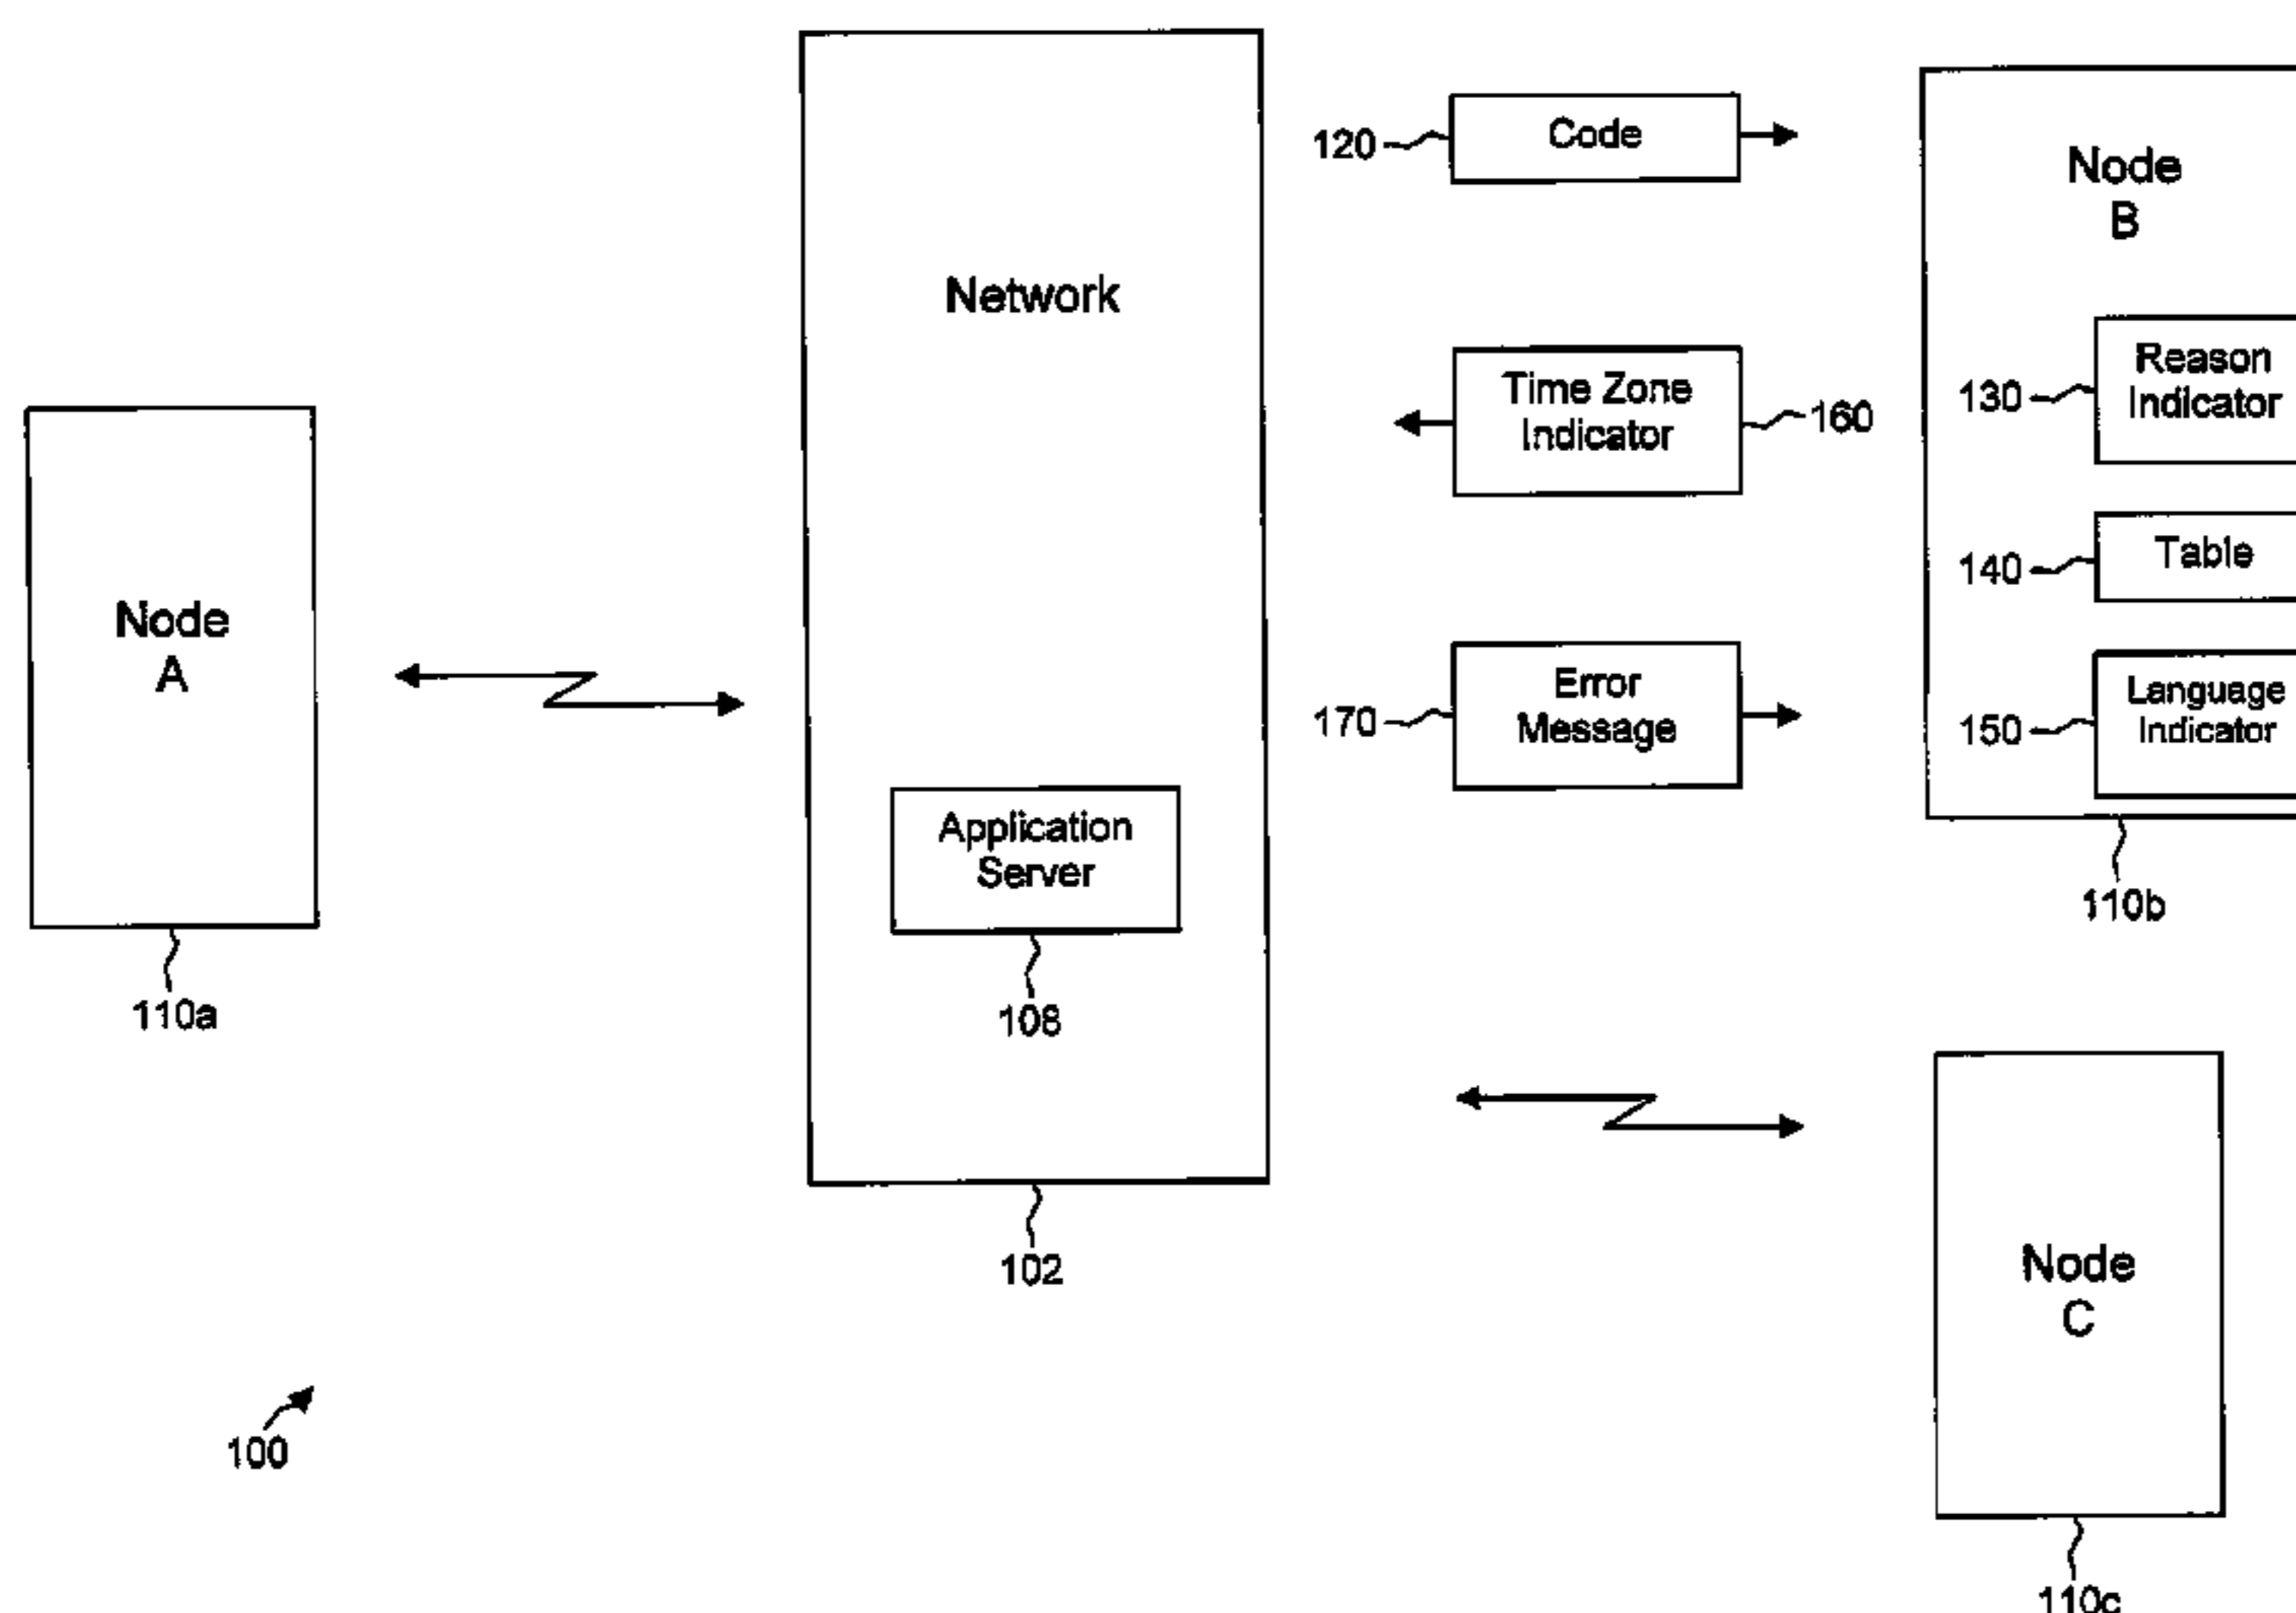 Network
Node
A
110a
Application
Server
108
102
100
120
Code
Time Zone
Indicator
160
170
Error
Message
Node
B
130
Reason
Indicator
140
Table
150
Language
Indicator
110b
Node
C
110c